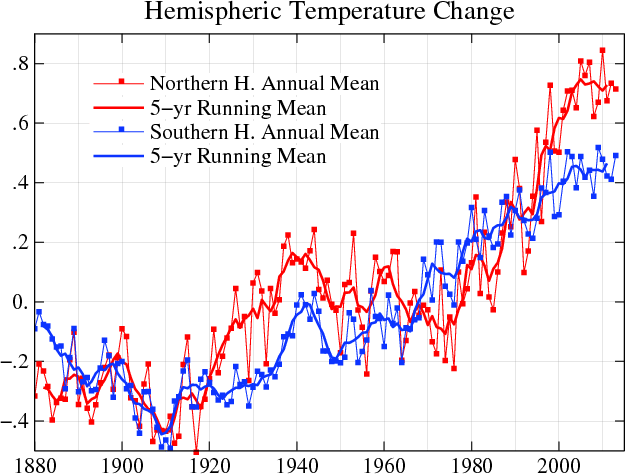 Hemispheric Temperature Change
.8
.6
.4
.2
0.
-.2
-.4
Northern H. Annual Mean
5-yr Running Mean
Southern H. Annual Mean
5-yr Running Mean
1880 1900 1920 1940 1960 1980 2000